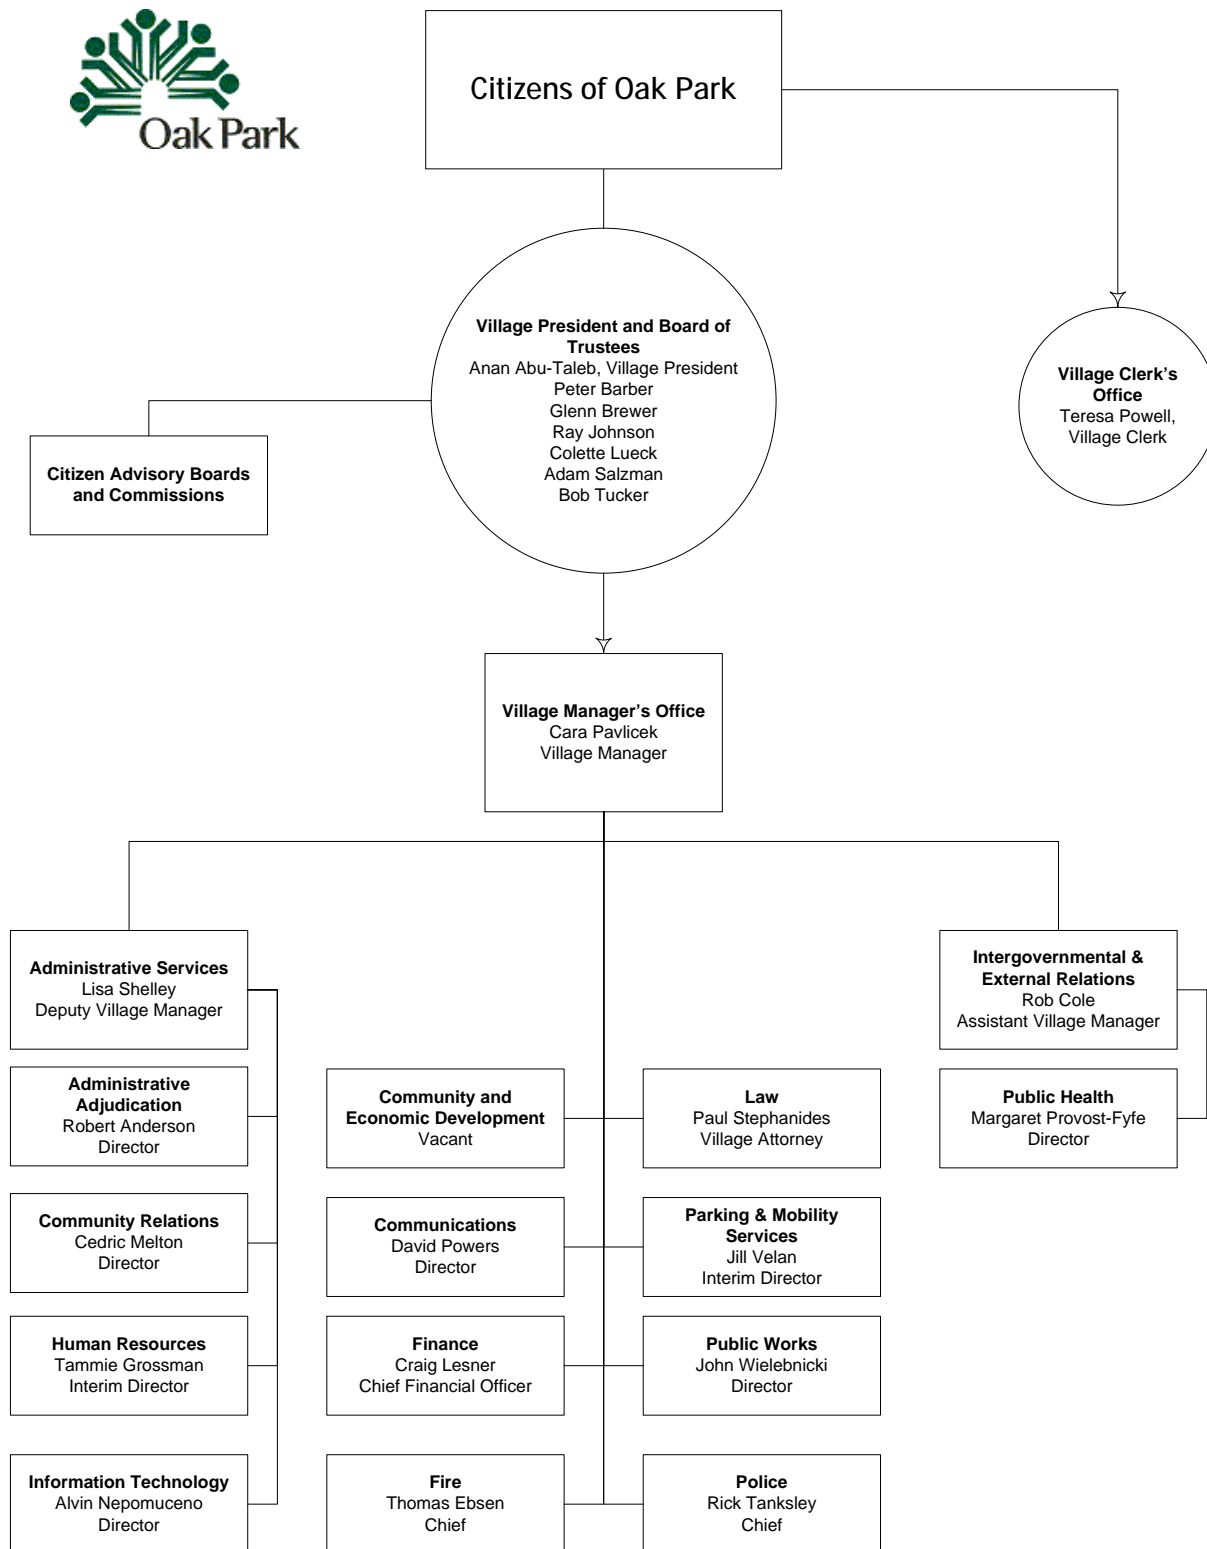 Oak Park
Citizens of Oak Park
Village President and Board of
Trustees
Anan Abu-Taleb, Village President
Peter Barber
Glenn Brewer
Ray Johnson
Colette Lueck
Adam Salzman
Bob Tucker
Village Clerk's
Office
Teresa Powell,
Village Clerk
Citizen Advisory Boards
and Commissions
Village Manager's Office
Cara Pavlicek
Village Manager
Administrative Services
Lisa Shelley
Deputy Village Manager
Intergovernmental &
External Relations
Rob Cole
Assistant Village Manager
Administrative
Adjudication
Robert Anderson
Director
Community and
Economic Development
Vacant
Law
Paul Stephanides
Village Attorney
Public Health
Margaret Provost-Fyfe
Director
Community Relations
Cedric Melton
Director
Communications
David Powers
Director
Parking & Mobility
Services
Jill Velan
Interim Director
Human Resources
Tammie Grossman
Interim Director
Finance
Craig Lesner
Chief Financial Officer
Public Works
John Wielebnicki
Director
Information Technology
Alvin Nepomuceno
Director
Fire
Thomas Ebsen
Chief
Police
Rick Tanksley
Chief